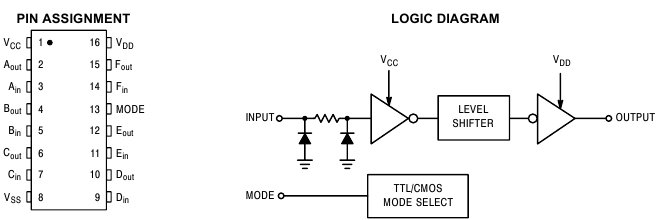 PIN ASSIGNMENT
VCC 1 16 VDD
Aout 2 15 Fout
Ain 3 14 Fin
Bout 4 13 MODE
Bin 5 12 Eout
Cout 6 11 Ein
Cin 7 10 Dout
VSS 8 9 Din
LOGIC DIAGRAM
VCC
VDD
INPUT
LEVEL
SHIFTER
OUTPUT
MODE
TTL/CMOS
MODE SELECT